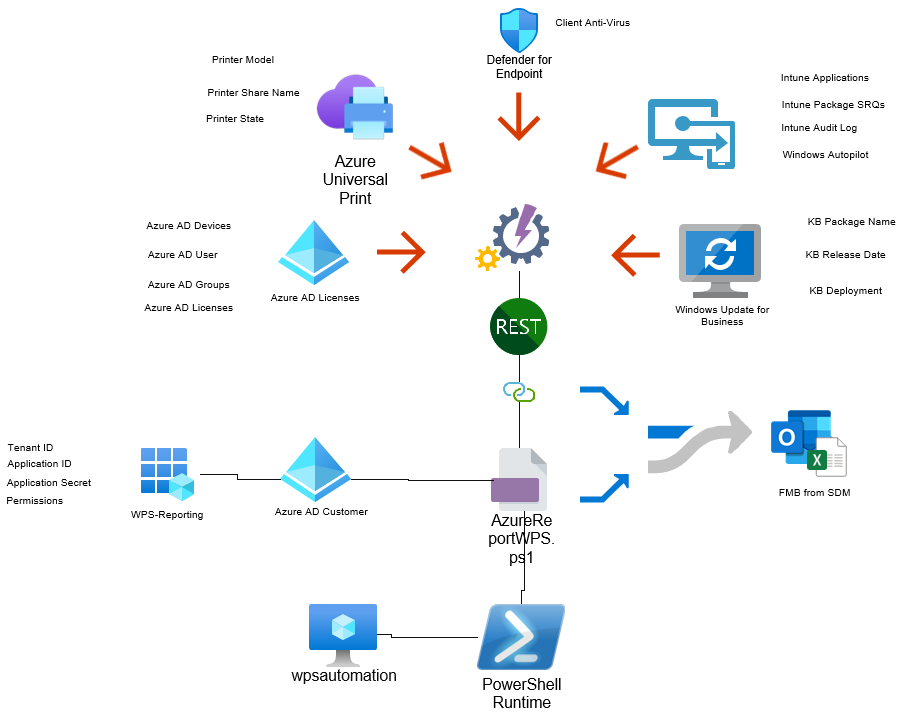 Client Anti-Virus
Defender for
Endpoint
Printer Model
Printer Share Name
Printer State
Azure
Universal
Print
Intune Applications
Intune Package SRQs
Intune Audit Log
Windows Autopilot
Azure AD Devices
Azure AD User
Azure AD Groups
Azure AD Licenses
Azure AD Licenses
KB Package Name
KB Release Date
KB Deployment
Windows Update for
Business
REST
Tenant ID
Application ID
Application Secret
Permissions
WPS-Reporting
Azure AD Customer
AzureRe
portWPS.
ps1
O
X
FMB from SDM
wpsautomation
PowerShell
Runtime